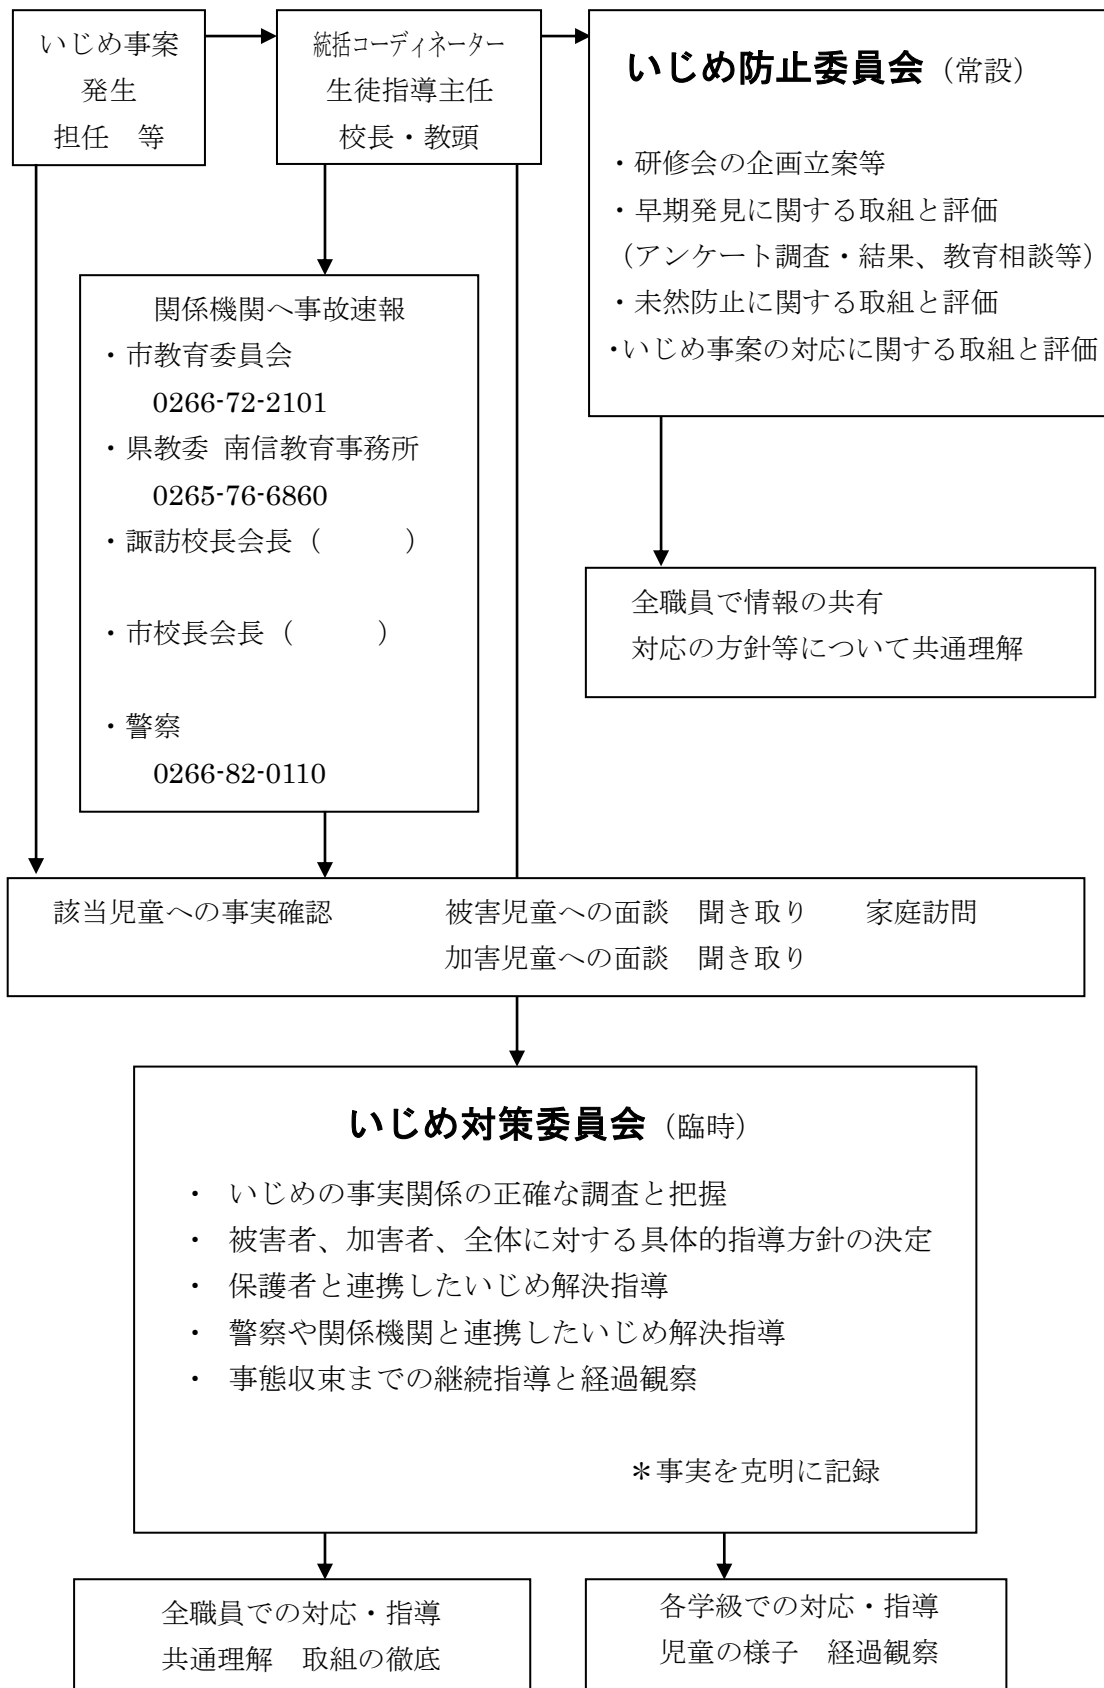 いじめ事案
発生
担任　等
統括コーディネーター
生徒指導主任
校長・教頭
いじめ防止委員会（常設）
・研修会の企画立案等
・早期発見に関する取組と評価
（アンケート調査・結果、教育相談等）
・未然防止に関する取組と評価
・いじめ事案の対応に関する取組と評価
関係機関へ事故速報
・市教育委員会
0266-72-2101
・県教委 南信教育事務所
0265-76-6860
・諏訪校長会長（　　　）
・市校長会長（　　　）
・警察
0266-82-0110
全職員で情報の共有
対応の方針等について共通理解
該当児童への事実確認　　　　被害児童への面談　聞き取り　　家庭訪問
加害児童への面談　聞き取り
いじめ対策委員会（臨時）
・ いじめの事実関係の正確な調査と把握
・ 被害者、加害者、全体に対する具体的指導方針の決定
・ 保護者と連携したいじめ解決指導
・ 警察や関係機関と連携したいじめ解決指導
・ 事態収束までの継続指導と経過観察
＊事実を克明に記録
全職員での対応・指導
共通理解　取組の徹底
各学級での対応・指導
児童の様子　経過観察